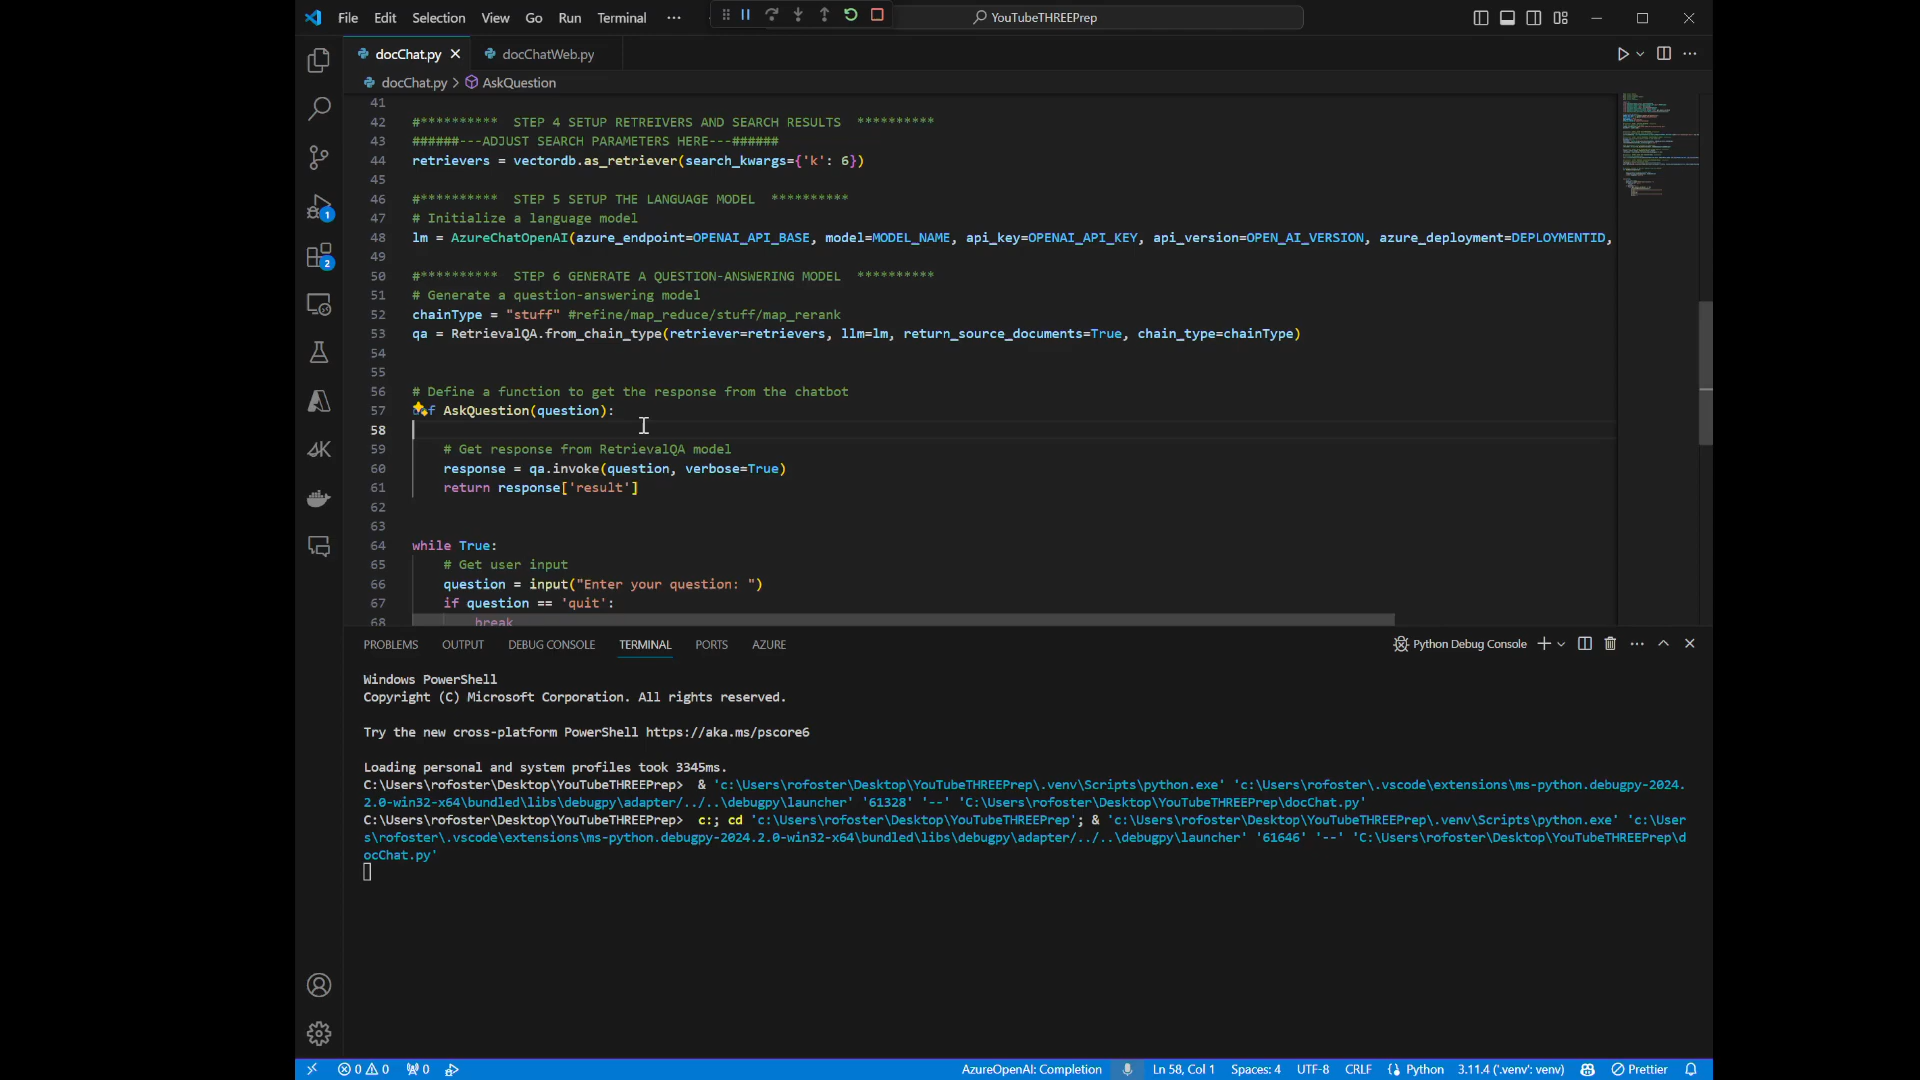 File Edit Selection View Go Run Terminal ··· YouTubeTHREEPrep
docChat.py docChatWeb.py
docChat.py > AskQuestion
41
42 #********** STEP 4 SETUP RETREIVERS AND SEARCH RESULTS **********
43 ######---ADJUST SEARCH PARAMETERS HERE---######
44 retrievers = vectordb.as_retriever(search_kwargs={'k': 6})
45
46 #********** STEP 5 SETUP THE LANGUAGE MODEL **********
47 # Initialize a language model
48 lm = AzureChatOpenAI(azure_endpoint=OPENAI_API_BASE, model=MODEL_NAME, api_key=OPENAI_API_KEY, api_version=OPEN_AI_VERSION, azure_deployment=DEPLOYMENTID,
49
50 #********** STEP 6 GENERATE A QUESTION-ANSWERING MODEL **********
51 # Generate a question-answering model
52 chainType = "stuff" #refine/map_reduce/stuff/map_rerank
53 qa = RetrievalQA.from_chain_type(retriever=retrievers, llm=lm, return_source_documents=True, chain_type=chainType)
54
55
56 # Define a function to get the response from the chatbot
57 def AskQuestion(question):
58
59 # Get response from RetrievalQA model
60 response = qa.invoke(question, verbose=True)
61 return response['result']
62
63
64 while True:
65 # Get user input
66 question = input("Enter your question: ")
67 if question == 'quit':
68 break
1
2
PROBLEMS OUTPUT DEBUG CONSOLE TERMINAL PORTS AZURE Python Debug Console
Windows PowerShell
Copyright (C) Microsoft Corporation. All rights reserved.
Try the new cross-platform PowerShell https://aka.ms/pscore6
Loading personal and system profiles took 3345ms.
C:\Users\rofoster\Desktop\YouTubeTHREEPrep> & 'c:\Users\rofoster\Desktop\YouTubeTHREEPrep\.venv\Scripts\python.exe' 'c:\Users\rofoster\.vscode\extensions\ms-python.debugpy-2024.
2.0-win32-x64\bundled\libs\debugpy\adapter/../..\debugpy\launcher' '61328' '--' 'C:\Users\rofoster\Desktop\YouTubeTHREEPrep\docChat.py'
C:\Users\rofoster\Desktop\YouTubeTHREEPrep> c:; cd 'c:\Users\rofoster\Desktop\YouTubeTHREEPrep'; & 'c:\Users\rofoster\Desktop\YouTubeTHREEPrep\.venv\Scripts\python.exe' 'c:\User
s\rofoster\.vscode\extensions\ms-python.debugpy-2024.2.0-win32-x64\bundled\libs\debugpy\adapter/../..\debugpy\launcher' '61646' '--' 'C:\Users\rofoster\Desktop\YouTubeTHREEPrep\d
ocChat.py'
0 0 0 AzureOpenAI: Completion Ln 58, Col 1 Spaces: 4 UTF-8 CRLF Python 3.11.4 ('.venv': venv) Prettier